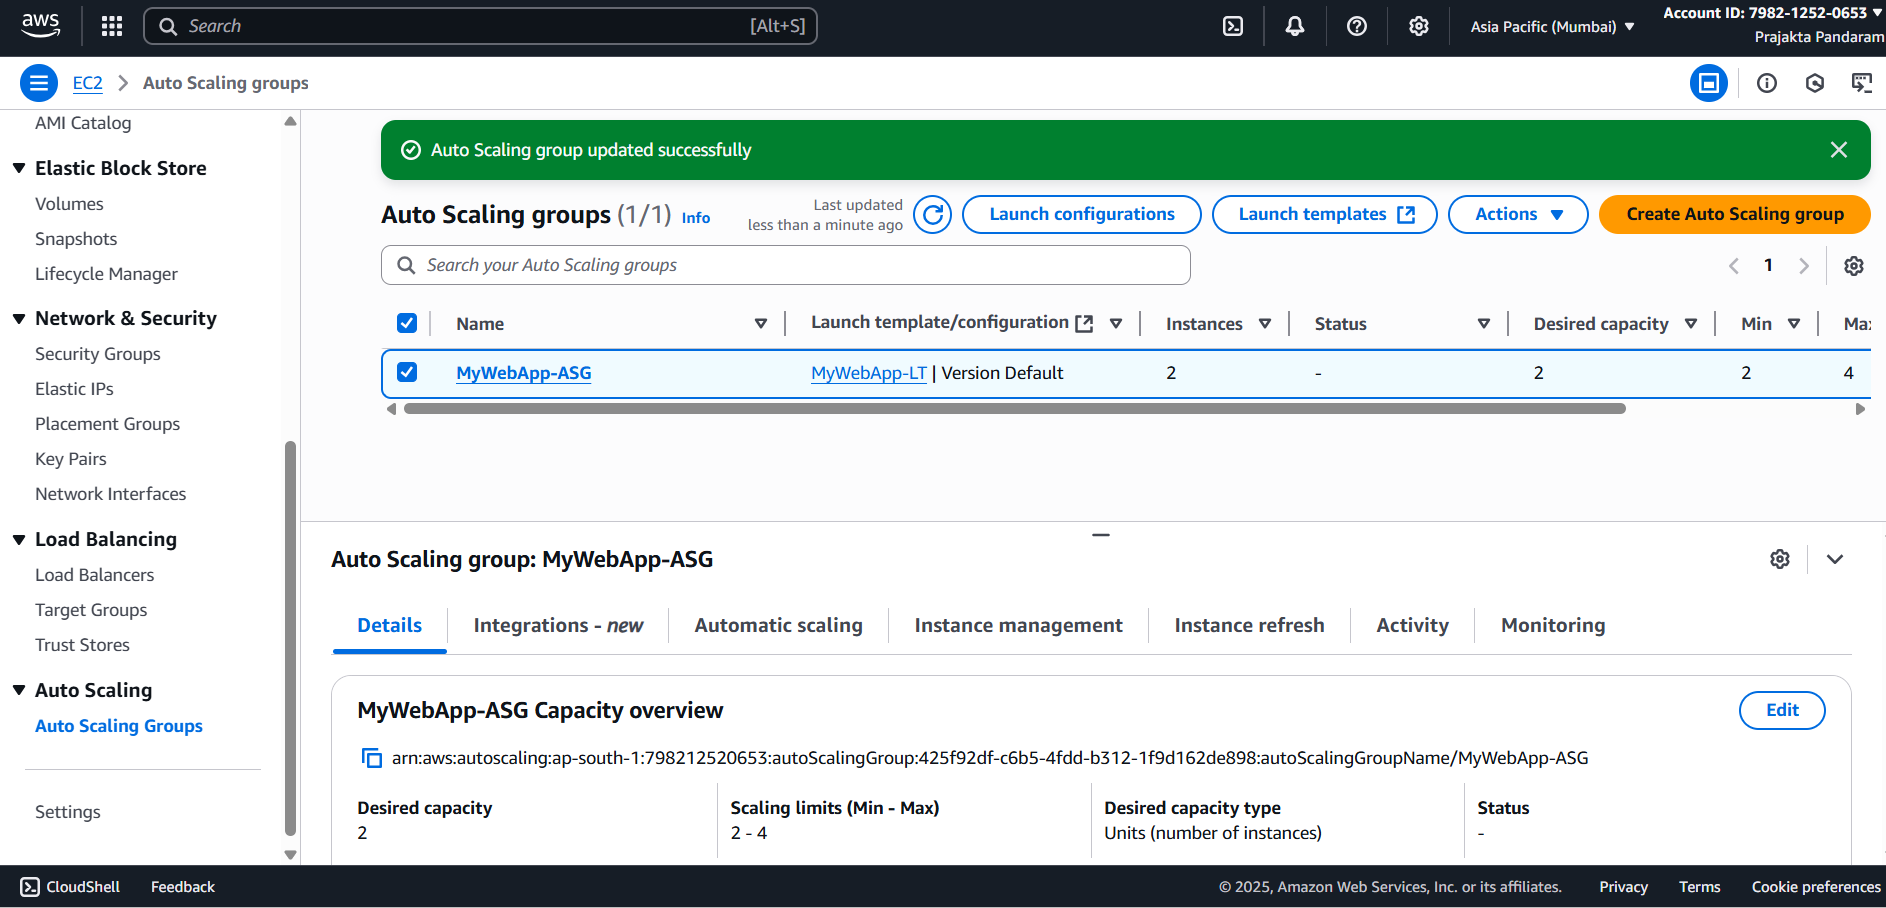 aws
Search
[Alt+S]
Asia Pacific (Mumbai)
Account ID: 7982-1252-0653
Prajakta Pandaram
EC2
Auto Scaling groups
AMI Catalog
Elastic Block Store
Volumes
Snapshots
Lifecycle Manager
Network & Security
Security Groups
Elastic IPs
Placement Groups
Key Pairs
Network Interfaces
Load Balancing
Load Balancers
Target Groups
Trust Stores
Auto Scaling
Auto Scaling Groups
Settings
Auto Scaling group updated successfully
Auto Scaling groups (1/1) Info
Last updated
less than a minute ago
Launch configurations
Launch templates
Actions
Create Auto Scaling group
Search your Auto Scaling groups
1
Name
Launch template/configuration
Instances
Status
Desired capacity
Min
Max
MyWebApp-ASG
MyWebApp-LT | Version Default
2
-
2
2
4
Auto Scaling group: MyWebApp-ASG
Details
Integrations - new
Automatic scaling
Instance management
Instance refresh
Activity
Monitoring
MyWebApp-ASG Capacity overview
Edit
arn:aws:autoscaling:ap-south-1:798212520653:autoScalingGroup:425f92df-c6b5-4fdd-b312-1f9d162de898:autoScalingGroupName/MyWebApp-ASG
Desired capacity
2
Scaling limits (Min - Max)
2 - 4
Desired capacity type
Units (number of instances)
Status
-
CloudShell
Feedback
© 2025, Amazon Web Services, Inc. or its affiliates.
Privacy
Terms
Cookie preferences